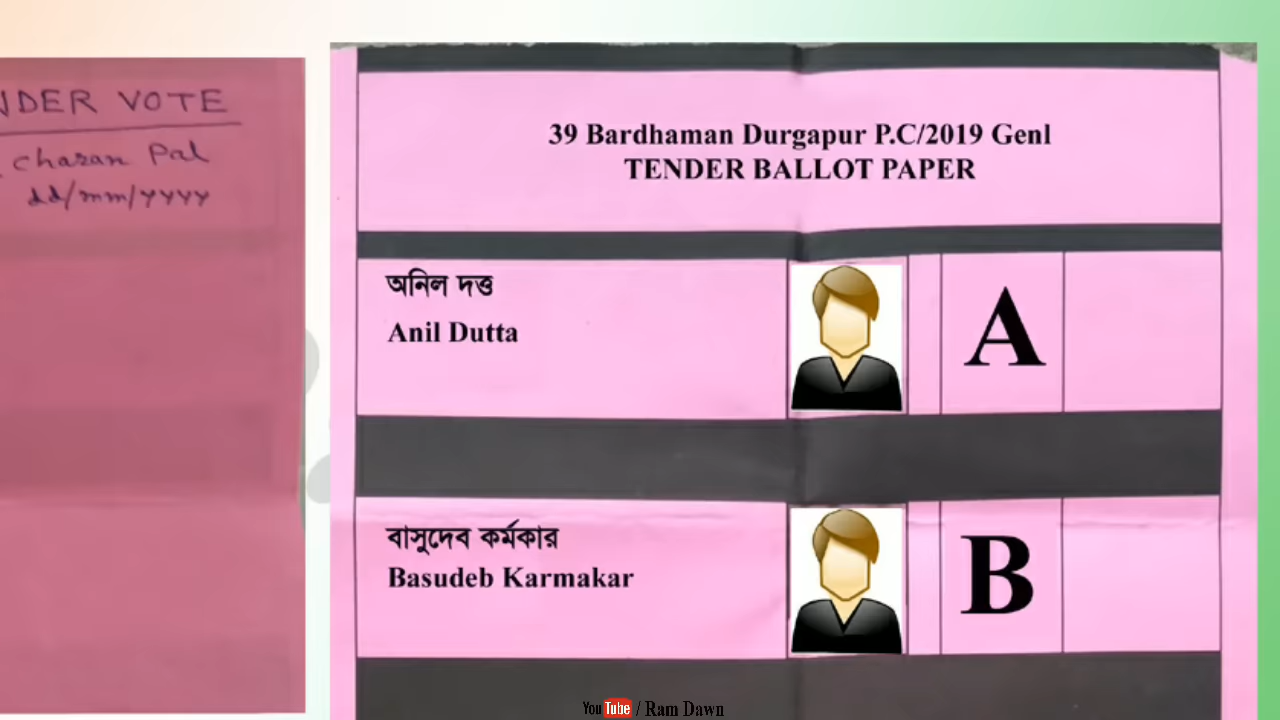 NDER VOTE
Charan Pal
dd/mm/yyyy
39 Bardhaman Durgapur P.C/2019 Genl
TENDER BALLOT PAPER
অনিল দত্ত
Anil Dutta
A
বাসুদেব কর্মকার
Basudeb Karmakar
B
YouTube / Ram Dawn